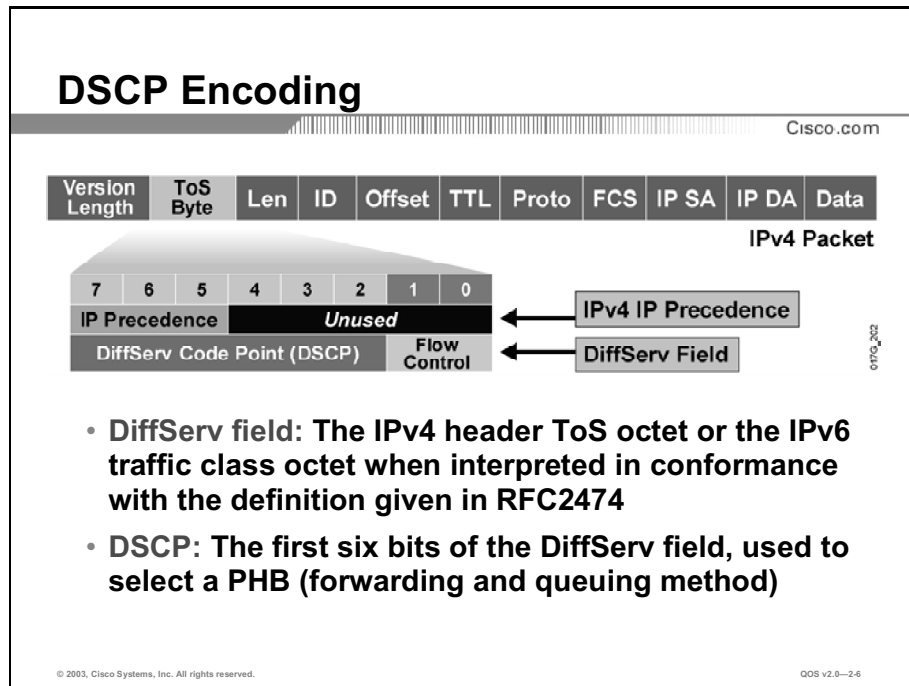 DSCP Encoding
Cisco.com
Version Length ToS Byte Len ID Offset TTL Proto FCS IP SA IP DA Data
IPv4 Packet
7 6 5 4 3 2 1 0
IP Precedence Unused IPv4 IP Precedence
DiffServ Code Point (DSCP) Flow Control DiffServ Field
017G_202
• DiffServ field: The IPv4 header ToS octet or the IPv6
traffic class octet when interpreted in conformance
with the definition given in RFC2474
• DSCP: The first six bits of the DiffServ field, used to
select a PHB (forwarding and queuing method)
© 2003, Cisco Systems, Inc. All rights reserved. QOS v2.0—2-6